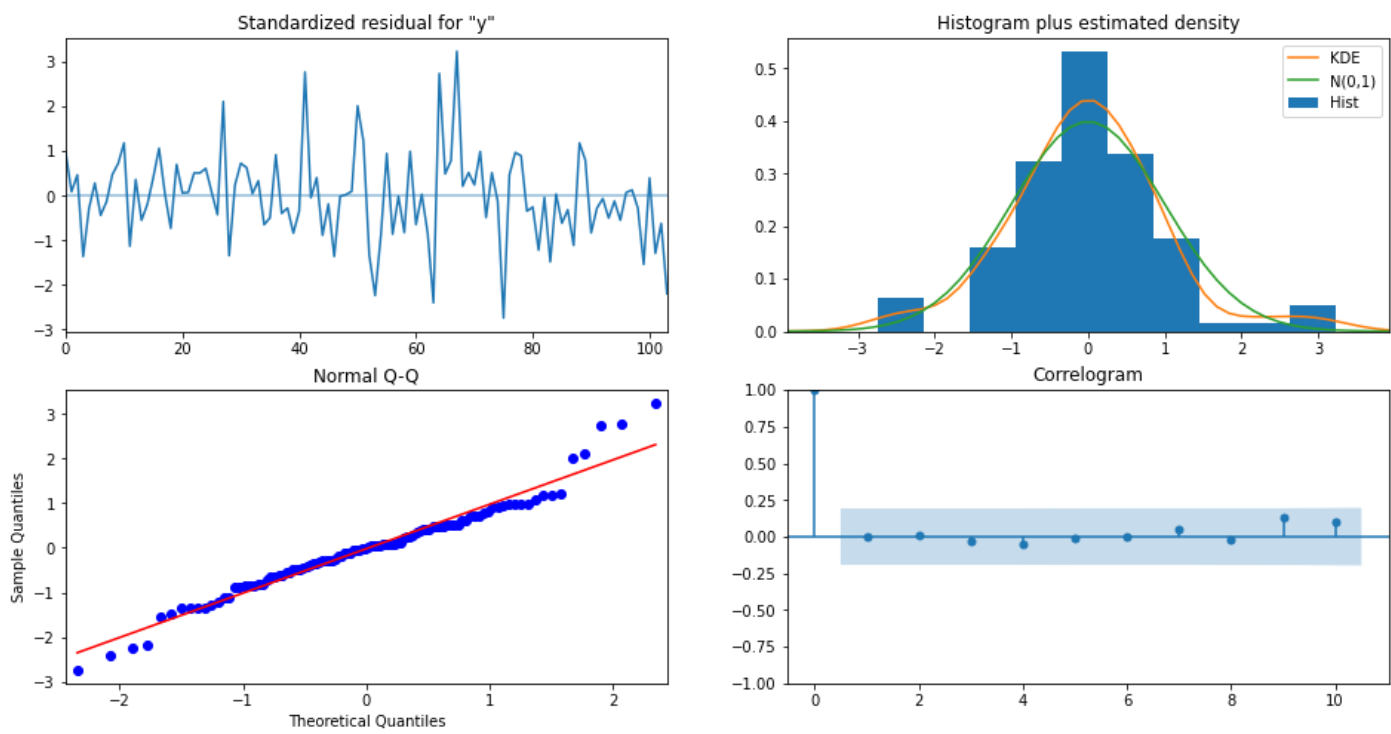 Standardized residual for "y"
3
2
1
0
−1
−2
−3
0 20 40 60 80 100
Histogram plus estimated density
KDE
N(0,1)
Hist
0.5
0.4
0.3
0.2
0.1
0.0
−3 −2 −1 0 1 2 3
Normal Q-Q
Sample Quantiles
3
2
1
0
−1
−2
−3
−2 −1 0 1 2
Theoretical Quantiles
Correlogram
1.00
0.75
0.50
0.25
0.00
−0.25
−0.50
−0.75
−1.00
0 2 4 6 8 10